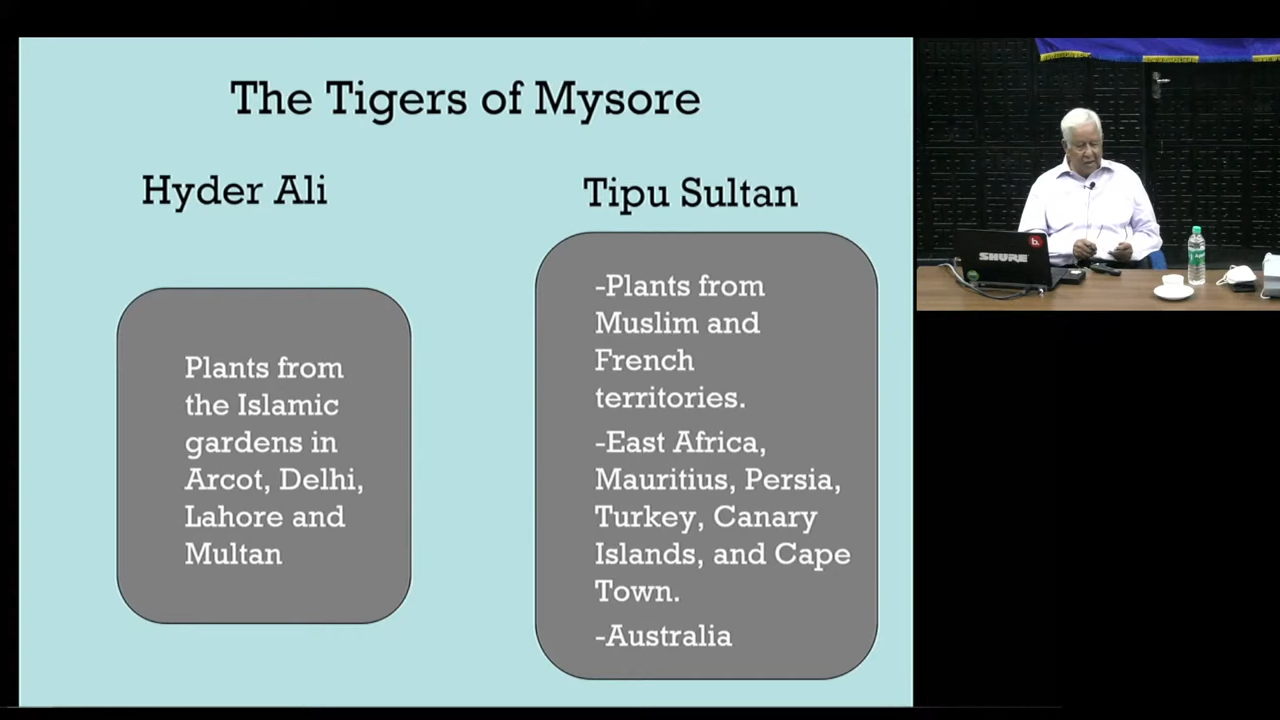 The Tigers of Mysore
Hyder Ali
Plants from
the Islamic
gardens in
Arcot, Delhi,
Lahore and
Multan
Tipu Sultan
-Plants from
Muslim and
French
territories.
-East Africa,
Mauritius, Persia,
Turkey, Canary
Islands, and Cape
Town.
-Australia
SHURE